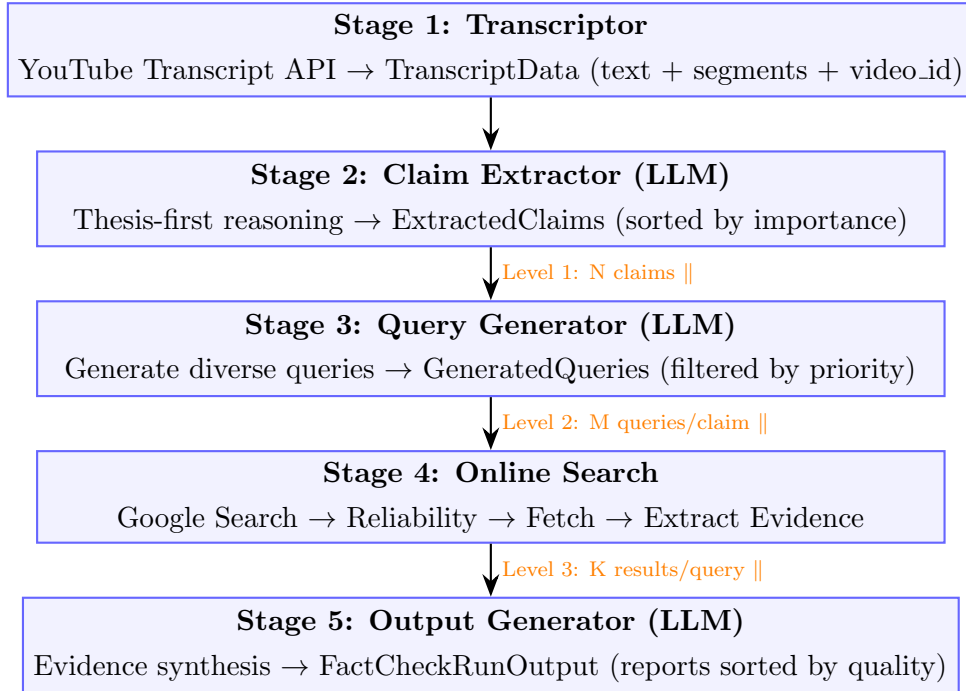 Stage 1: Transcriptor
YouTube Transcript API → TranscriptData (text + segments + video_id)
Stage 2: Claim Extractor (LLM)
Thesis-first reasoning → ExtractedClaims (sorted by importance)
Level 1: N claims ∥
Stage 3: Query Generator (LLM)
Generate diverse queries → GeneratedQueries (filtered by priority)
Level 2: M queries/claim ∥
Stage 4: Online Search
Google Search → Reliability → Fetch → Extract Evidence
Level 3: K results/query ∥
Stage 5: Output Generator (LLM)
Evidence synthesis → FactCheckRunOutput (reports sorted by quality)